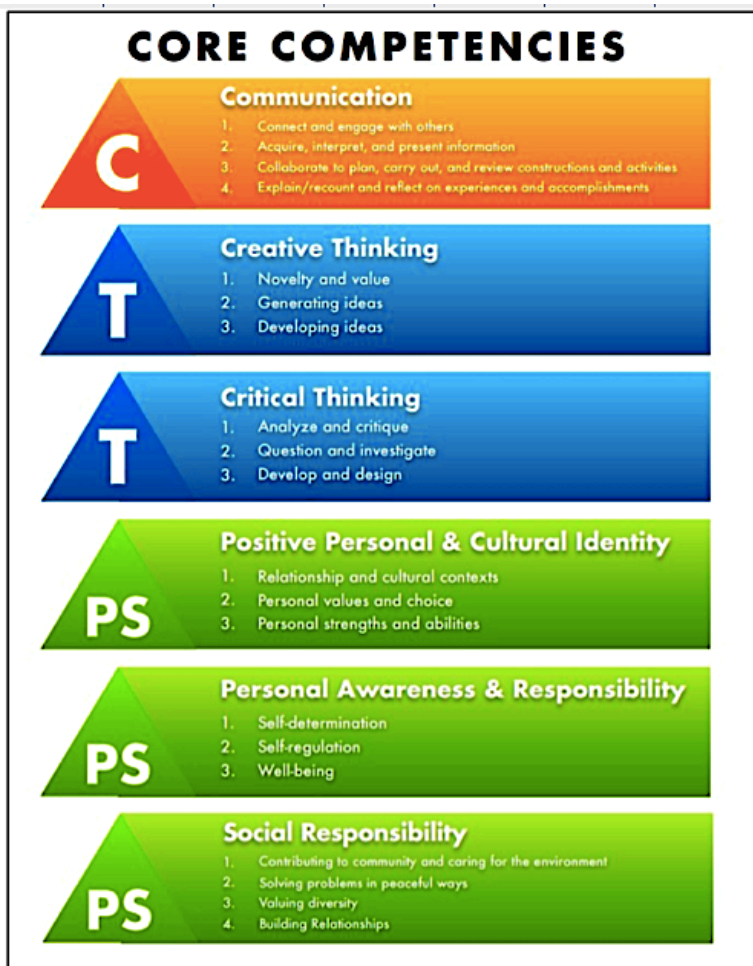 CORE COMPETENCIES
Communication
1. Connect and engage with others
2. Acquire, interpret, and present information
3. Collaborate to plan, carry out, and review constructions and activities
4. Explain/recount and reflect on experiences and accomplishments
C
Creative Thinking
1. Novelty and value
2. Generating ideas
3. Developing ideas
T
Critical Thinking
1. Analyze and critique
2. Question and investigate
3. Develop and design
T
Positive Personal & Cultural Identity
1. Relationship and cultural contexts
2. Personal values and choice
3. Personal strengths and abilities
PS
Personal Awareness & Responsibility
1. Self-determination
2. Self-regulation
3. Well-being
PS
Social Responsibility
1. Contributing to community and caring for the environment
2. Solving problems in peaceful ways
3. Valuing diversity
4. Building Relationships
PS